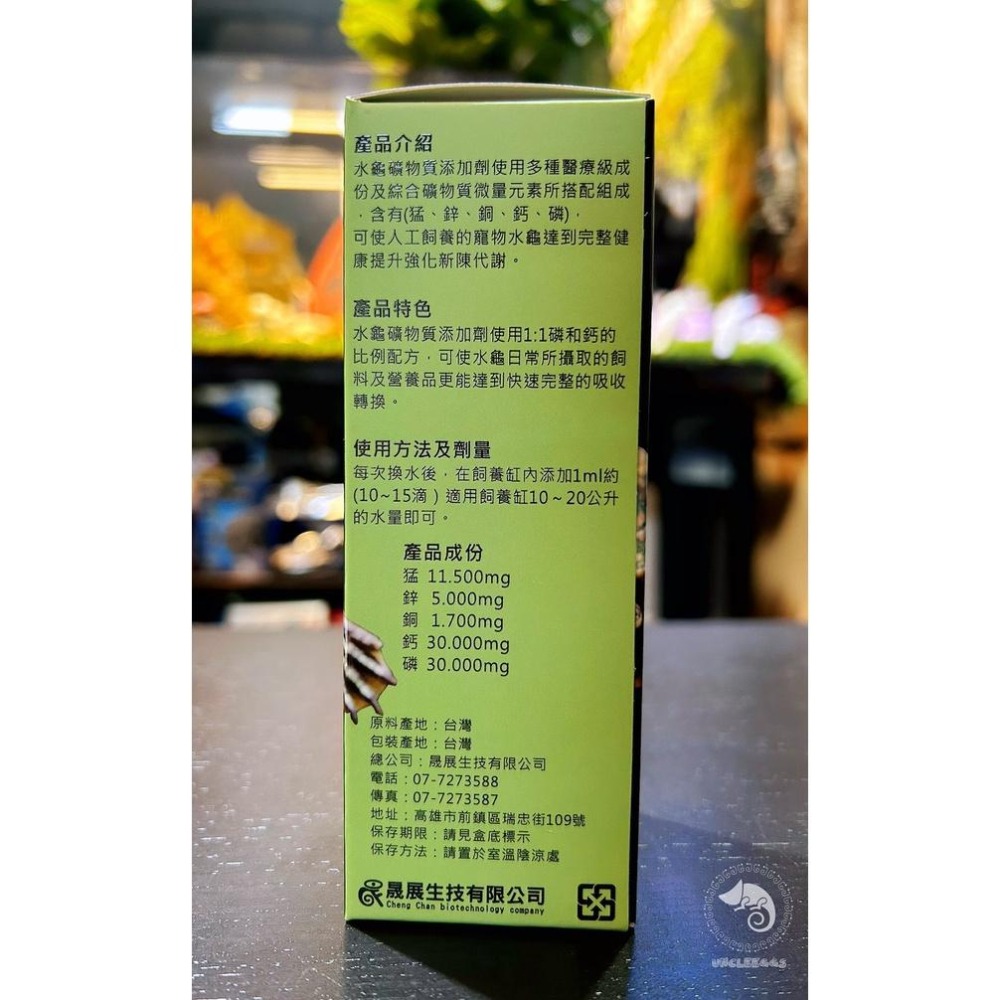 產品介紹
水龜礦物質添加劑使用多種醫療級成
份及綜合礦物質微量元素所搭配組成
，含有(猛、鋅、銅、鈣、磷)，
可使人工飼養的寵物水龜達到完整健
康提升強化新陳代謝。
產品特色
水龜礦物質添加劑使用1:1磷和鈣的
比例配方，可使水龜日常所攝取的飼
料及營養品更能達到快速完整的吸收
轉換。
使用方法及劑量
每次換水後，在飼養缸內添加1ml約
(10~15滴）適用飼養缸10～20公升
的水量即可。
產品成份
猛 11.500mg
鋅 5.000mg
銅 1.700mg
鈣 30.000mg
磷 30.000mg
原料產地：台灣
包裝產地：台灣
總公司：晟展生技有限公司
電話：07-7273588
傳真：07-7273587
地址：高雄市前鎮區瑞忠街109號
保存期限：請見盒底標示
保存方法：請置於室溫陰涼處
晟展生技有限公司
Cheng Chan biotechnology company
UNCLE8445